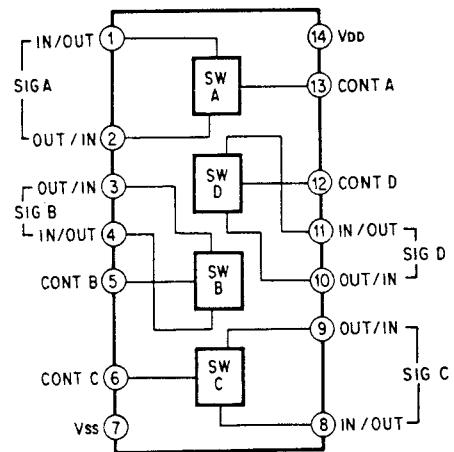 IN/OUT 1
14 VDD
SIG A
SW
A
13 CONT A
OUT/IN 2
OUT/IN 3
SW
D
12 CONT D
SIG B
IN/OUT 4
11 IN/OUT
SIG D
CONT B 5
SW
B
10 OUT/IN
9 OUT/IN
CONT C 6
SW
C
SIG C
VSS 7
8 IN/OUT